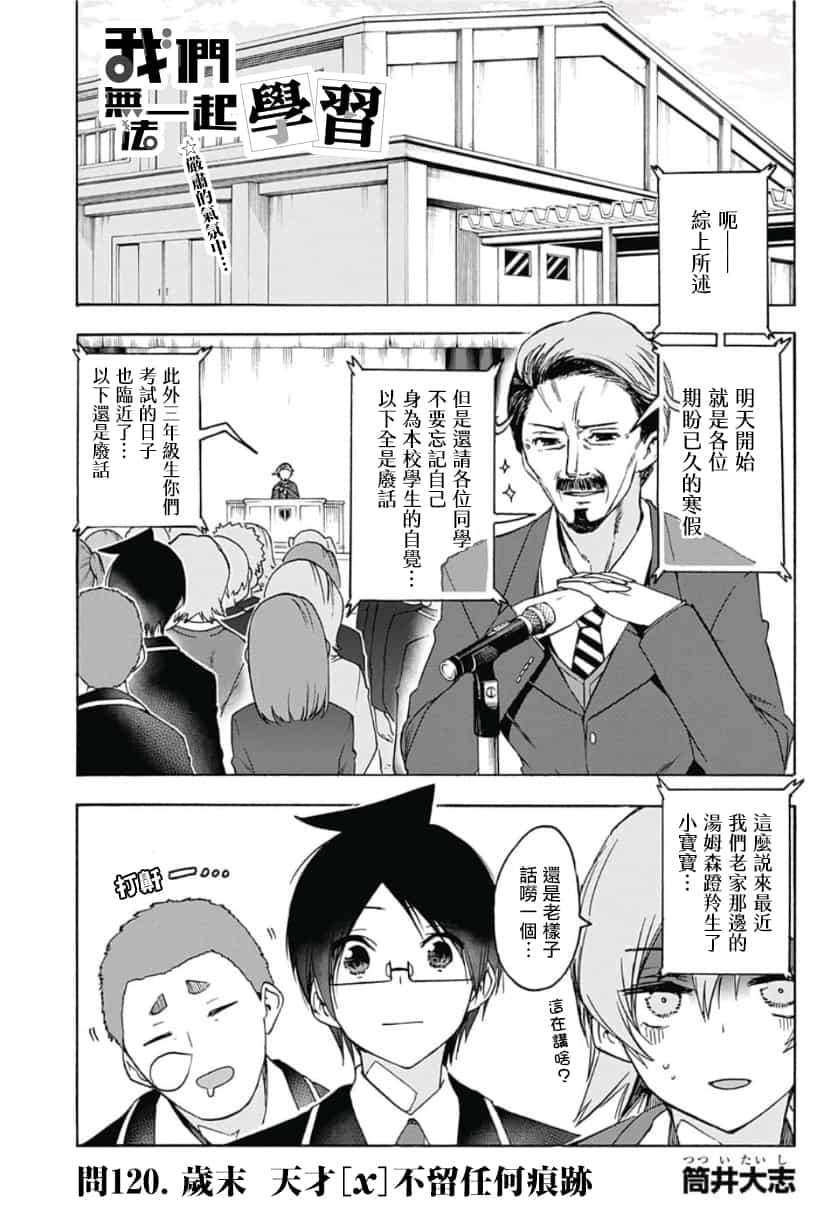 我們
無法一起學習
☆嚴肅的氣氛中…
呃——
綜上所述
明天開始
就是各位
期盼已久的寒假
但是還請各位同學
不要忘記自己
身為本校學生的自覺…
以下全是廢話
此外三年級生你們
考試的日子
也臨近了…
以下還是廢話
這麼說來最近
我們老家那邊的
湯姆森蹬羚生了
小寶寶…
還是老樣子
話嘮一個…
這在講啥?
打鼾ー…
問120. 歲末 天才[x]不留任何痕跡
つつ い たい し
筒井大志